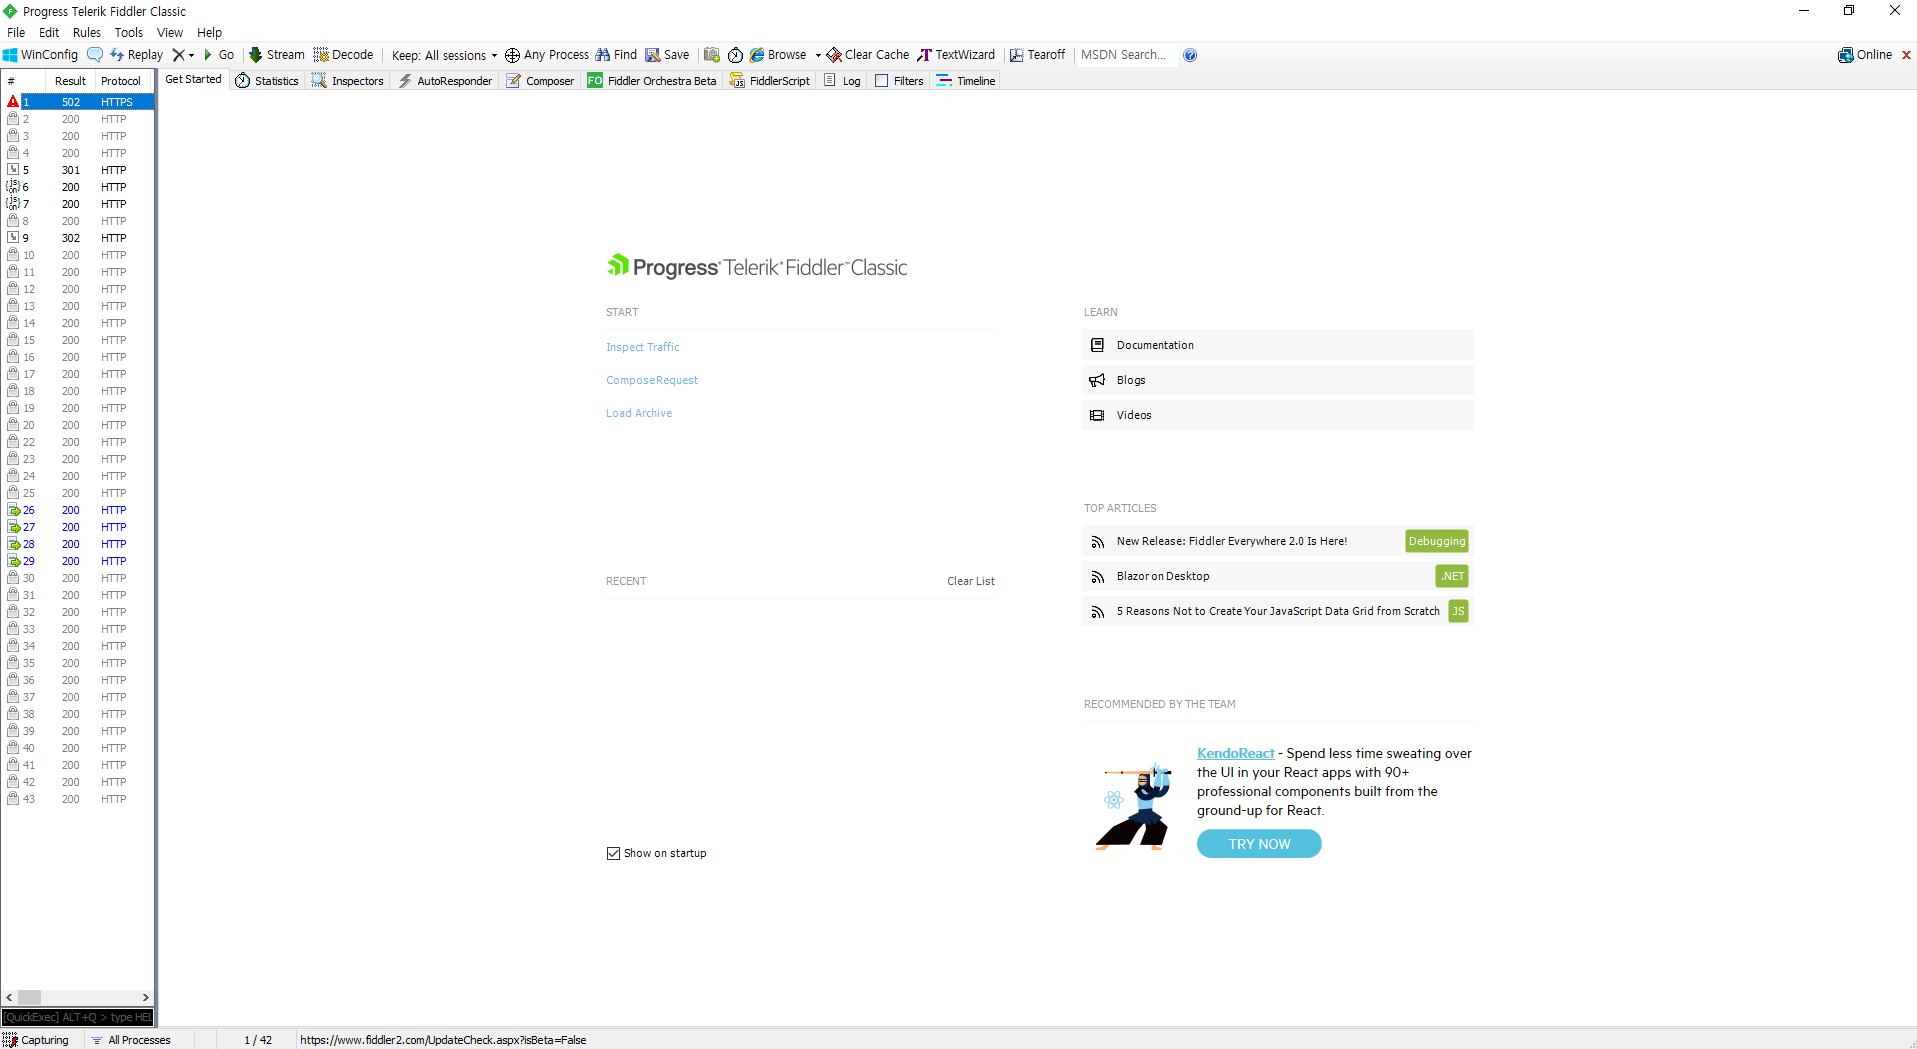 Progress Telerik Fiddler Classic
File Edit Rules Tools View Help
WinConfig Replay Go Stream Decode Keep: All sessions Any Process Find Save Browse Clear Cache TextWizard Tearoff MSDN Search... Online
# Result Protocol
Get Started Statistics Inspectors AutoResponder Composer FO Fiddler Orchestra Beta FiddlerScript Log Filters Timeline
1 502 HTTPS
2 200 HTTP
3 200 HTTP
4 200 HTTP
5 301 HTTP
6 200 HTTP
7 200 HTTP
8 200 HTTP
9 302 HTTP
10 200 HTTP
11 200 HTTP
12 200 HTTP
13 200 HTTP
14 200 HTTP
15 200 HTTP
16 200 HTTP
17 200 HTTP
18 200 HTTP
19 200 HTTP
20 200 HTTP
22 200 HTTP
23 200 HTTP
24 200 HTTP
25 200 HTTP
26 200 HTTP
27 200 HTTP
28 200 HTTP
29 200 HTTP
30 200 HTTP
31 200 HTTP
32 200 HTTP
33 200 HTTP
34 200 HTTP
35 200 HTTP
36 200 HTTP
37 200 HTTP
38 200 HTTP
39 200 HTTP
40 200 HTTP
41 200 HTTP
42 200 HTTP
43 200 HTTP
[QuickExec] ALT+Q > type HEL
Progress® Telerik® Fiddler™ Classic
START
Inspect Traffic
Compose Request
Load Archive
RECENT Clear List
Show on startup
LEARN
Documentation
Blogs
Videos
TOP ARTICLES
New Release: Fiddler Everywhere 2.0 Is Here! Debugging
Blazor on Desktop .NET
5 Reasons Not to Create Your JavaScript Data Grid from Scratch JS
RECOMMENDED BY THE TEAM
KendoReact - Spend less time sweating over
the UI in your React apps with 90+
professional components built from the
ground-up for React.
TRY NOW
Capturing All Processes 1 / 42 https://www.fiddler2.com/UpdateCheck.aspx?isBeta=False